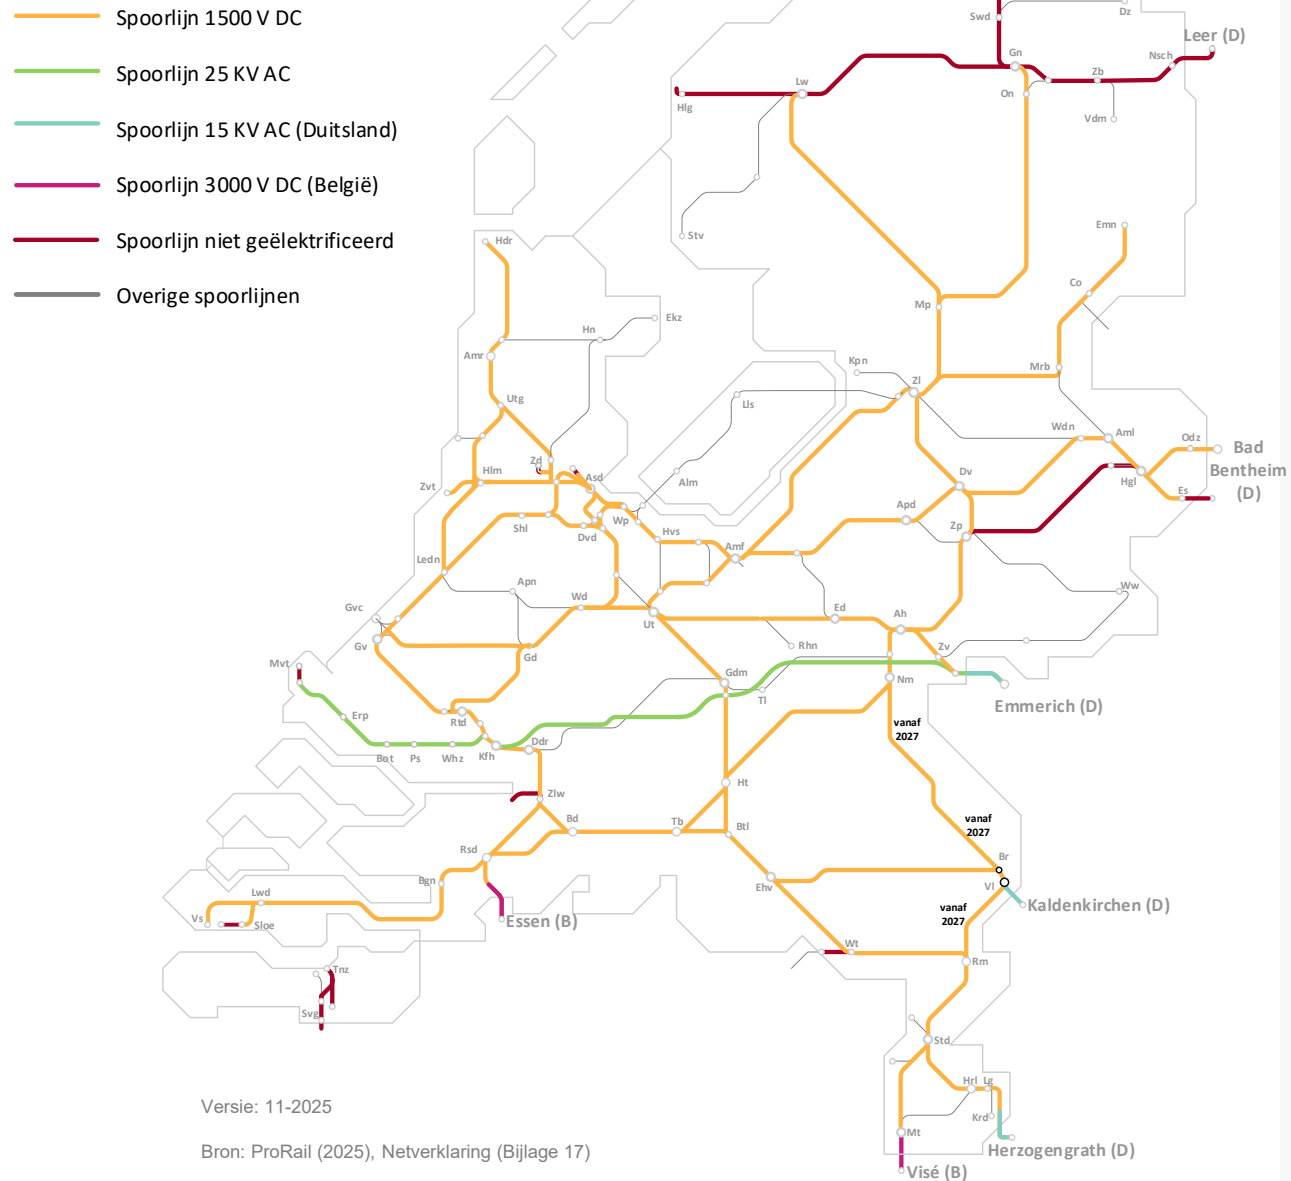 Spoorlijn 1500 V DC
Spoorlijn 25 KV AC
Spoorlijn 15 KV AC (Duitsland)
Spoorlijn 3000 V DC (België)
Spoorlijn niet geëlektrificeerd
Overige spoorlijnen
Swd
Dz
Leer (D)
Gn
Nsch
Zb
Lw
On
Hlg
Vdm
Stv
Emn
Hdr
Co
Mp
Ekz
Hn
Amr
Kpn
Mrb
Zl
Utg
Lls
Wdn
Aml
Odz
Bad
Bentheim
(D)
Zd
Hlm
Asd
Alm
Dv
Hgl
Zvt
Es
Apd
Wp
Shl
Dvd
Hvs
Zp
Amf
Ledn
Apn
Ww
Wd
Gvc
Ut
Ed
Ah
Gv
Gd
Rhn
Zv
Mvt
Gdm
Tl
Nm
Emmerich (D)
Erp
Rtd
vanaf
2027
Bot
Ps
Whz
Kfh
Ddr
Ht
Zlw
Bd
Tb
Btl
vanaf
2027
Rsd
Br
Bgn
Ehv
Vl
Lwd
Vs
Sloe
Essen (B)
vanaf
2027
Kaldenkirchen (D)
Wt
Rm
Tnz
Svg
Std
Hrl
Lg
Krd
Mt
Herzogengrath (D)
Visé (B)
Versie: 11-2025
Bron: ProRail (2025), Netverklaring (Bijlage 17)